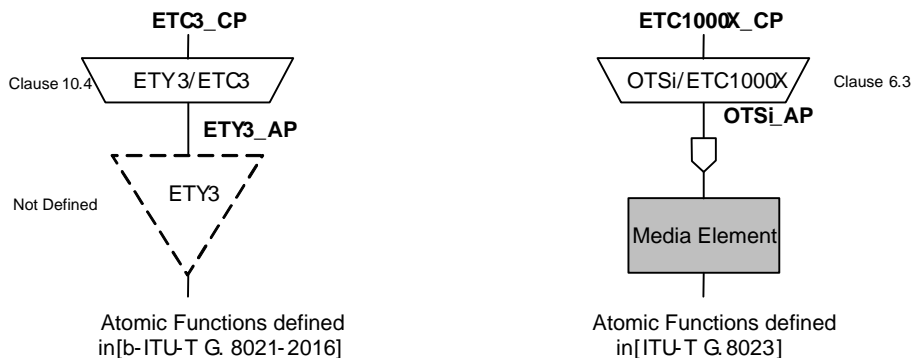 ETC3_CP
Clause 10.4
ETY3/ETC3
ETY3_AP
Not Defined
ETY3
Atomic Functions defined
in[b-ITU-T G. 8021-2016]
ETC1000X_CP
OTSi/ETC1000X
Clause 6.3
OTSi_AP
Media Element
Atomic Functions defined
in[ITU-T G. 8023]